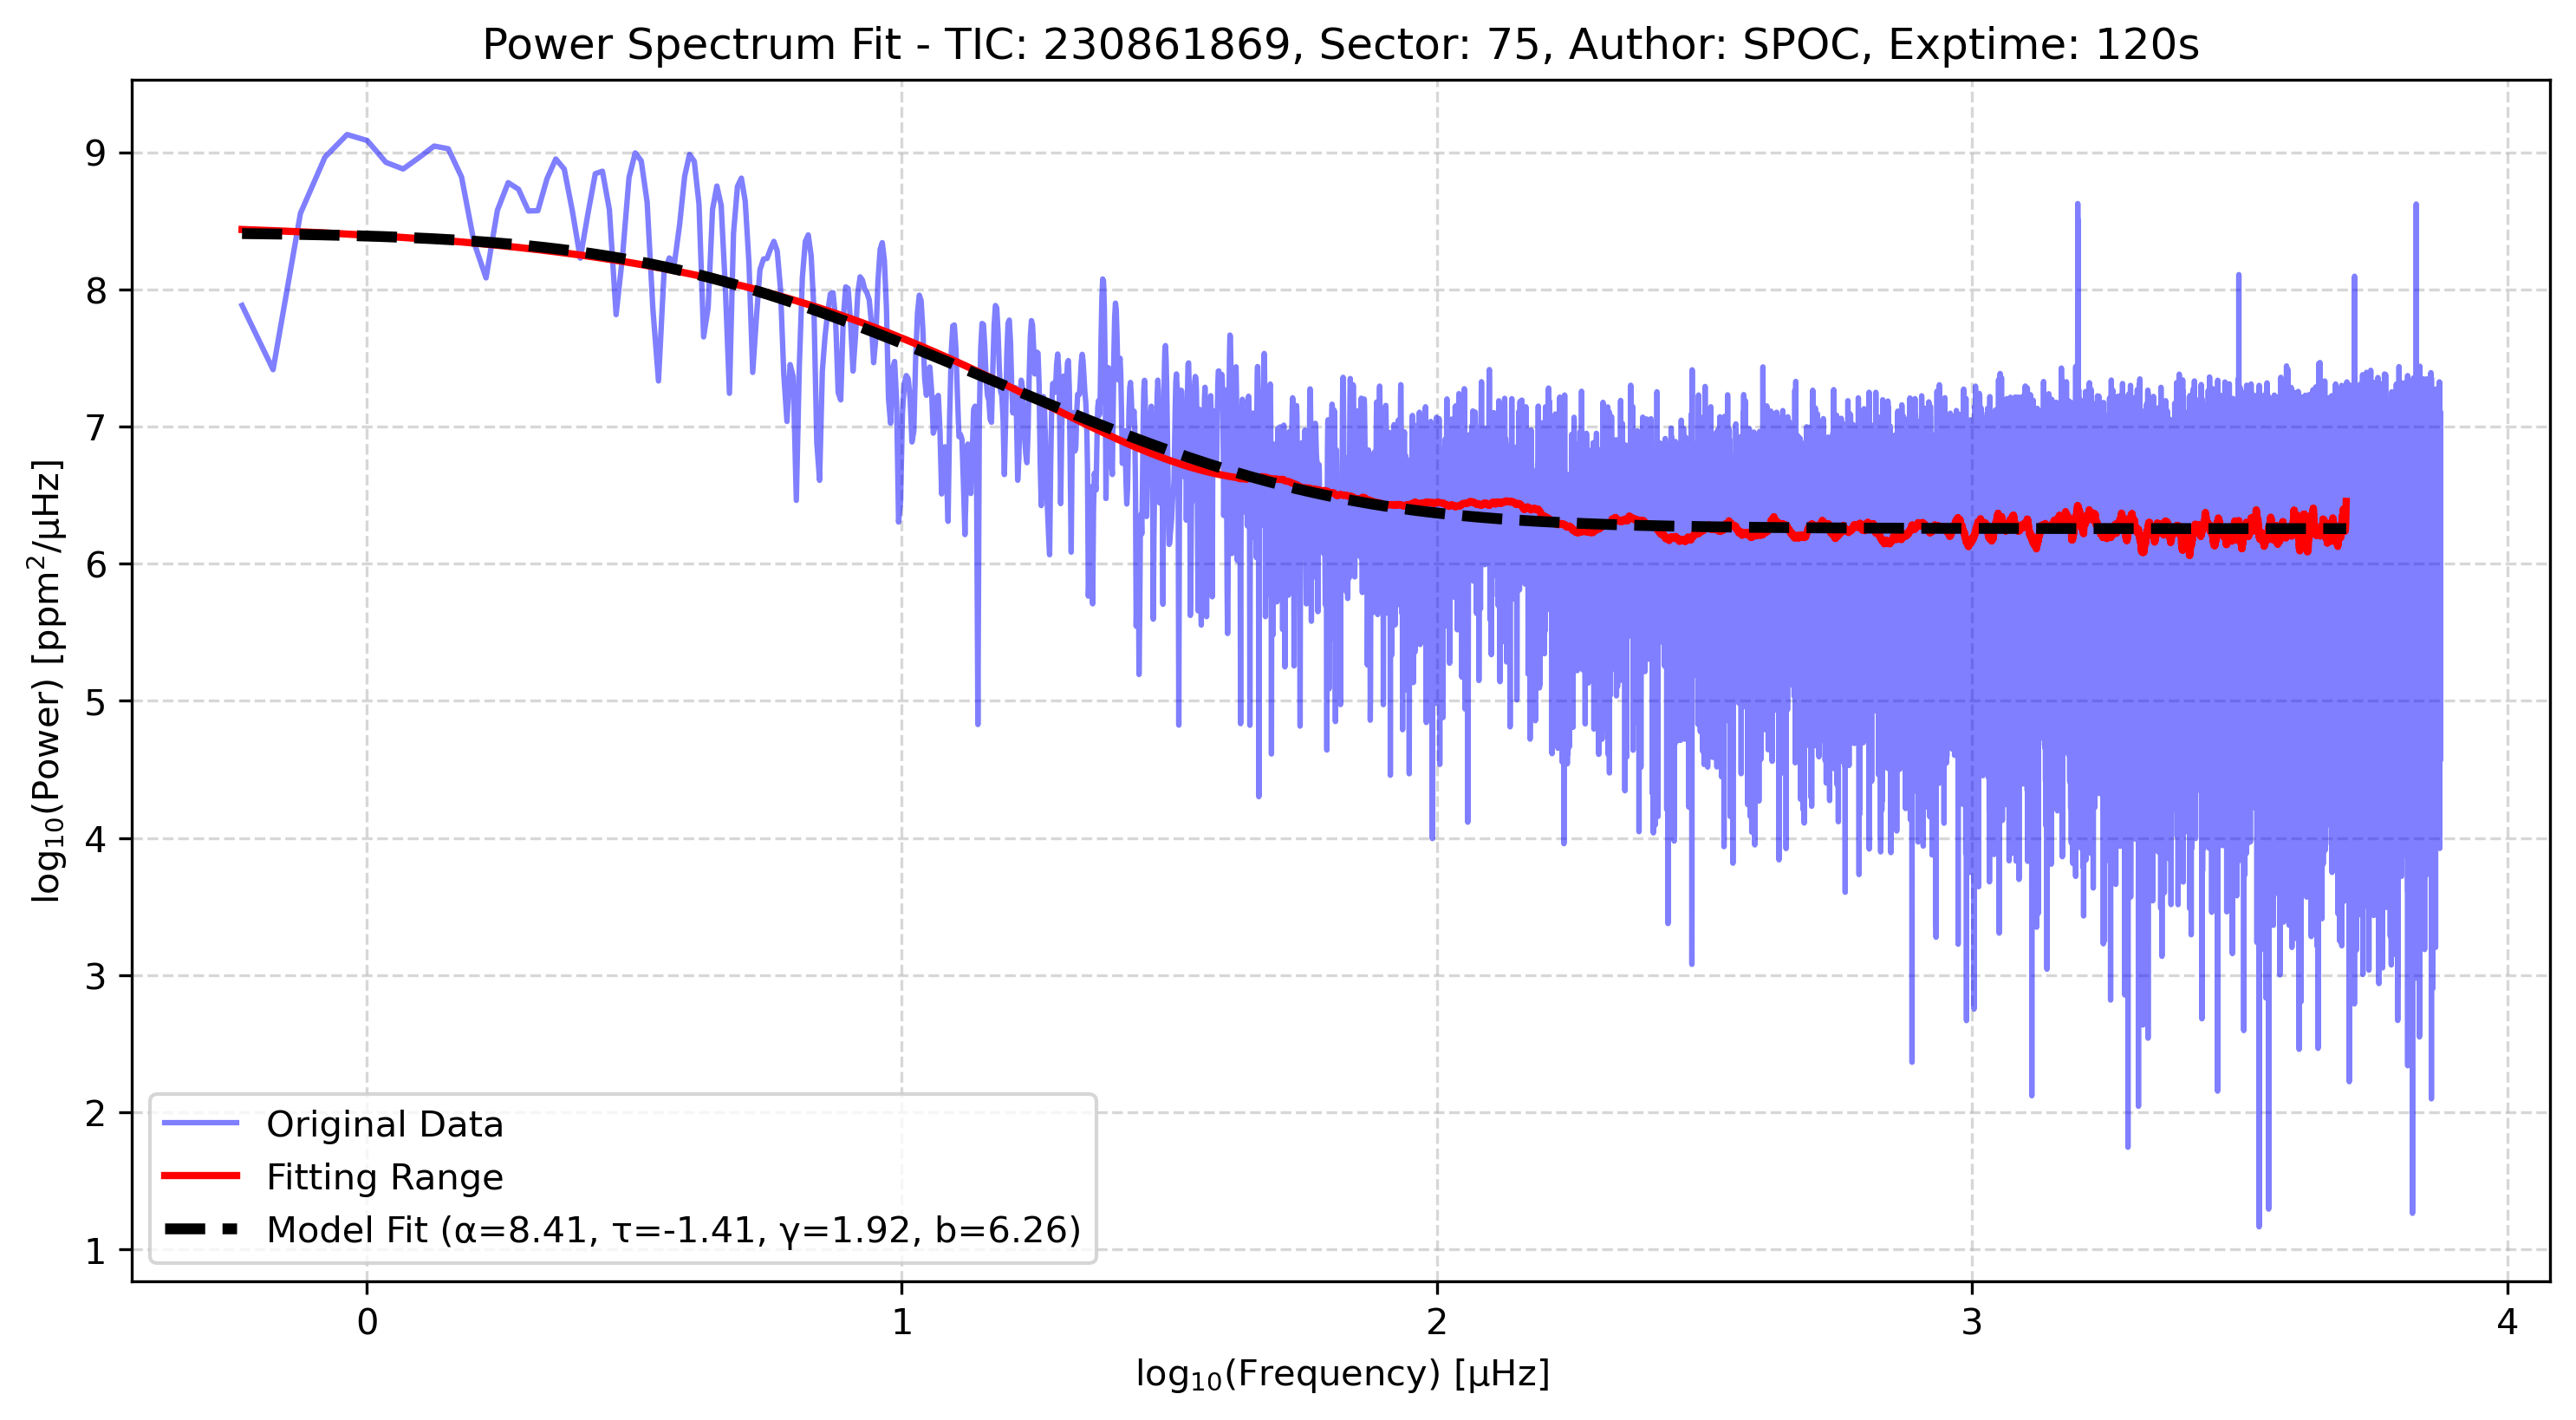 Power Spectrum Fit - TIC: 230861869, Sector: 75, Author: SPOC, Exptime: 120s
log₁₀(Power) [ppm²/μHz]
9
8
7
6
5
4
3
2
1
Original Data
Fitting Range
Model Fit (α=8.41, τ=-1.41, γ=1.92, b=6.26)
0 1 2 3 4
log₁₀(Frequency) [μHz]